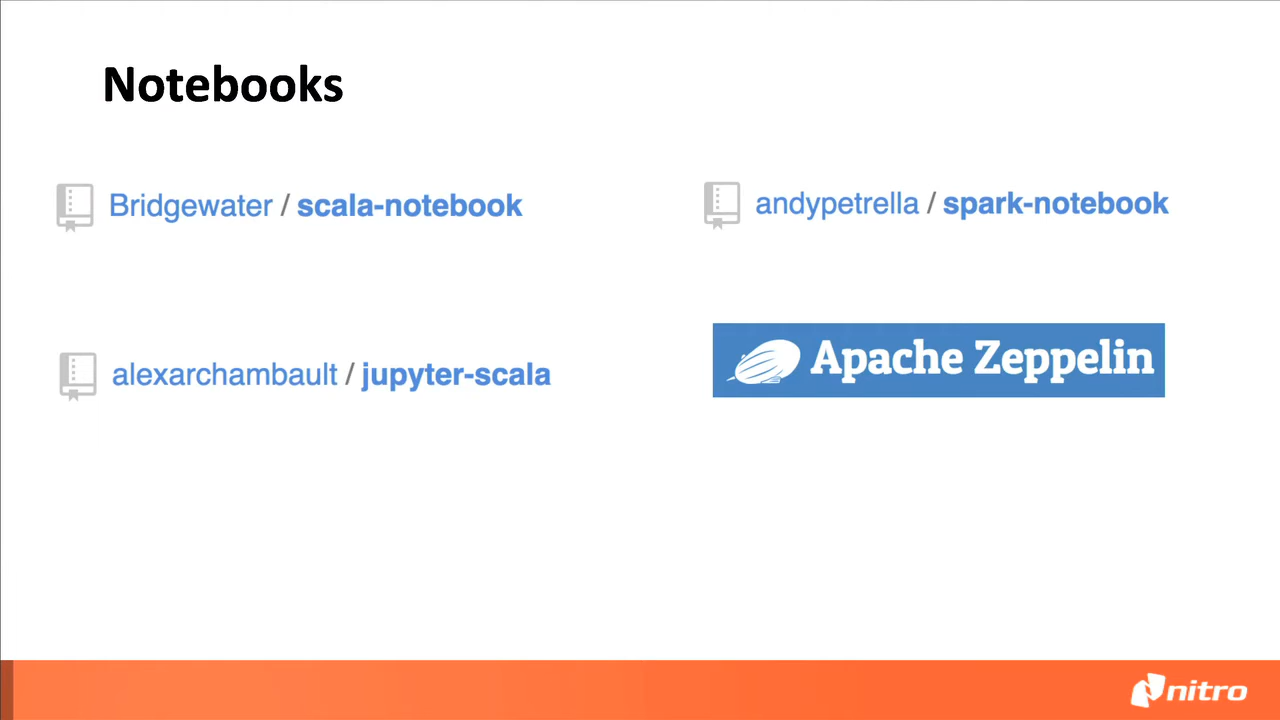 Notebooks
Bridgewater / scala-notebook
andypetrella / spark-notebook
alexarchambault / jupyter-scala
Apache Zeppelin
nitro